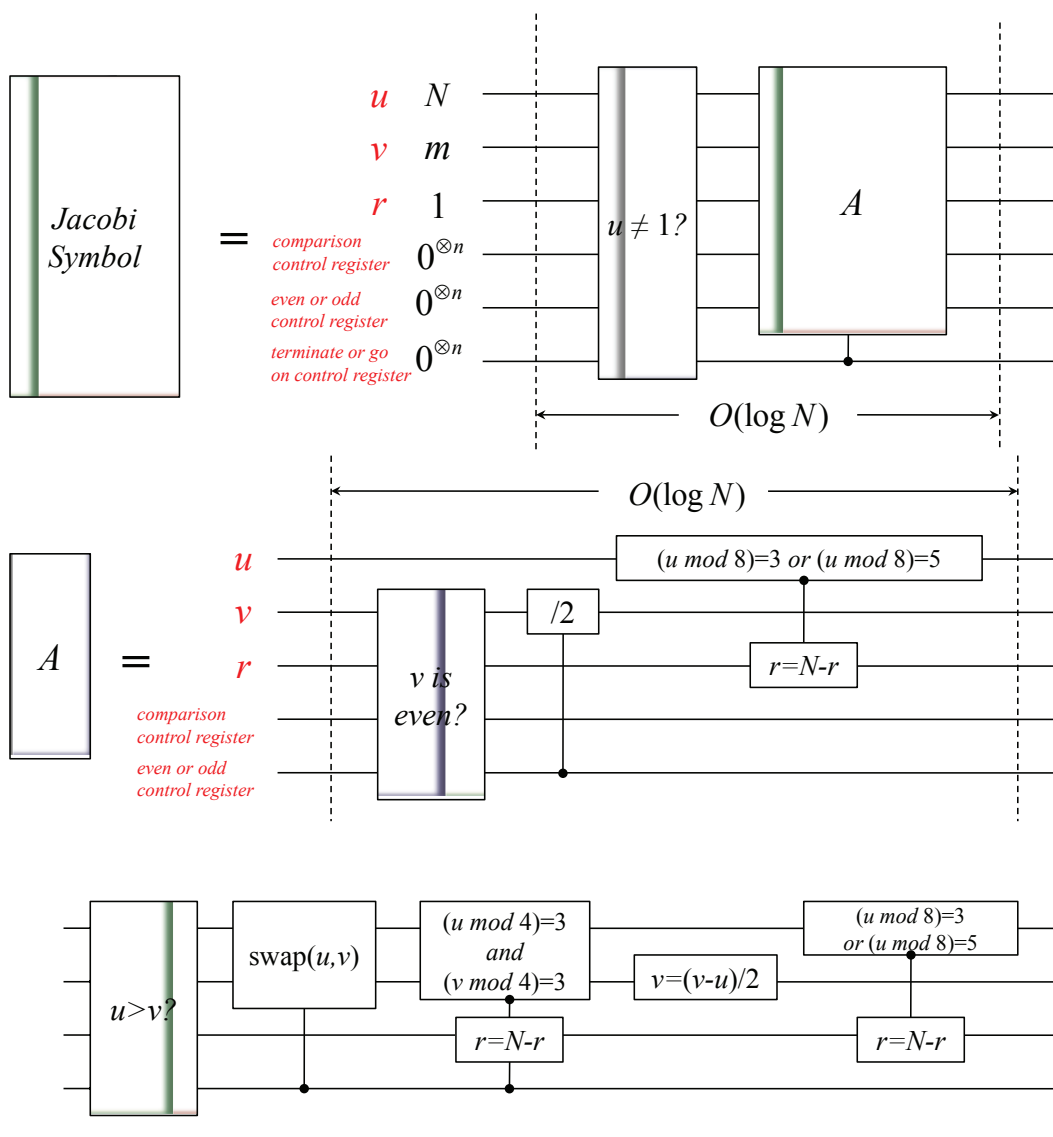 Jacobi
Symbol
=
u N
v m
r 1
comparison
control register 0⊗n
even or odd
control register 0⊗n
terminate or go
on control register 0⊗n
u ≠ 1?
A
O(log N)
O(log N)
A
=
u
v
r
comparison
control register
even or odd
control register
v is
even?
/2
(u mod 8)=3 or (u mod 8)=5
r=N-r
u>v?
swap(u,v)
(u mod 4)=3
and
(v mod 4)=3
r=N-r
v=(v-u)/2
(u mod 8)=3
or (u mod 8)=5
r=N-r